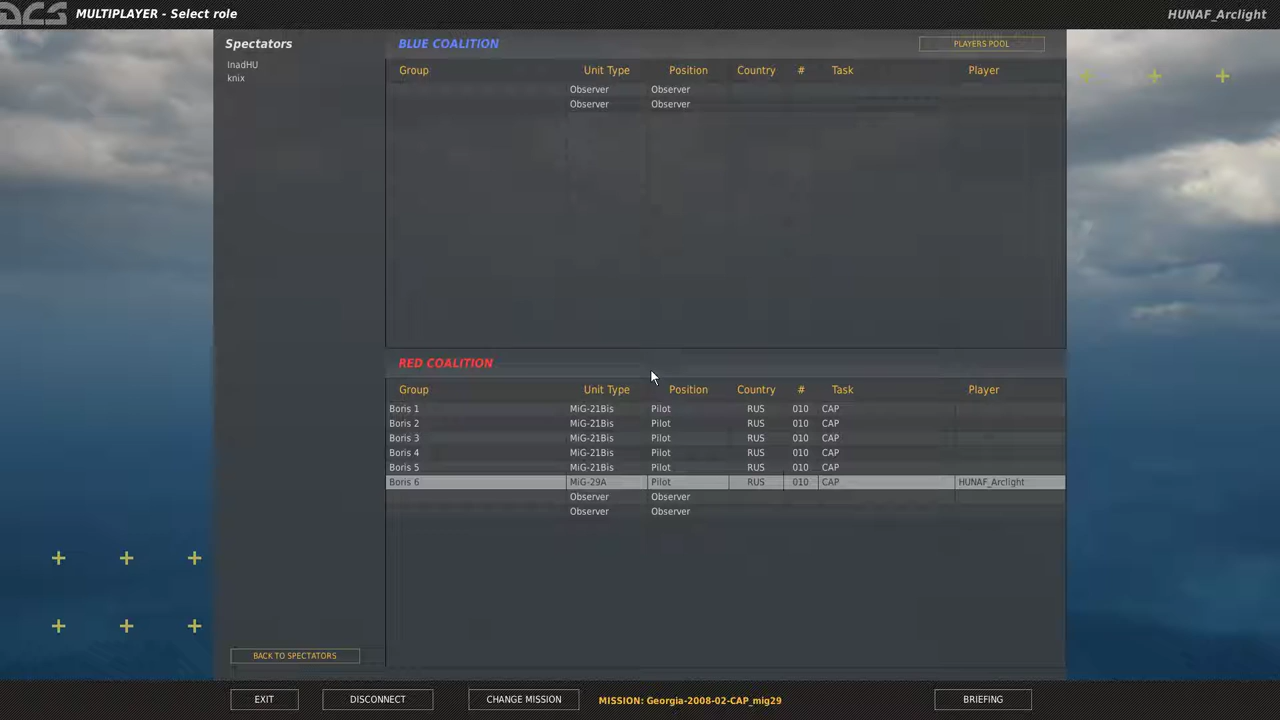 DCS MULTIPLAYER - Select role HUNAF_Arclight
Spectators
InadHU
knix
BLUE COALITION PLAYERS POOL
Group Unit Type Position Country # Task Player
Observer Observer
Observer Observer
RED COALITION
Group Unit Type Position Country # Task Player
Boris 1 MiG-21Bis Pilot RUS 010 CAP
Boris 2 MiG-21Bis Pilot RUS 010 CAP
Boris 3 MiG-21Bis Pilot RUS 010 CAP
Boris 4 MiG-21Bis Pilot RUS 010 CAP
Boris 5 MiG-21Bis Pilot RUS 010 CAP
Boris 6 MiG-29A Pilot RUS 010 CAP HUNAF_Arclight
Observer Observer
Observer Observer
BACK TO SPECTATORS
EXIT DISCONNECT CHANGE MISSION MISSION: Georgia-2008-02-CAP_mig29 BRIEFING